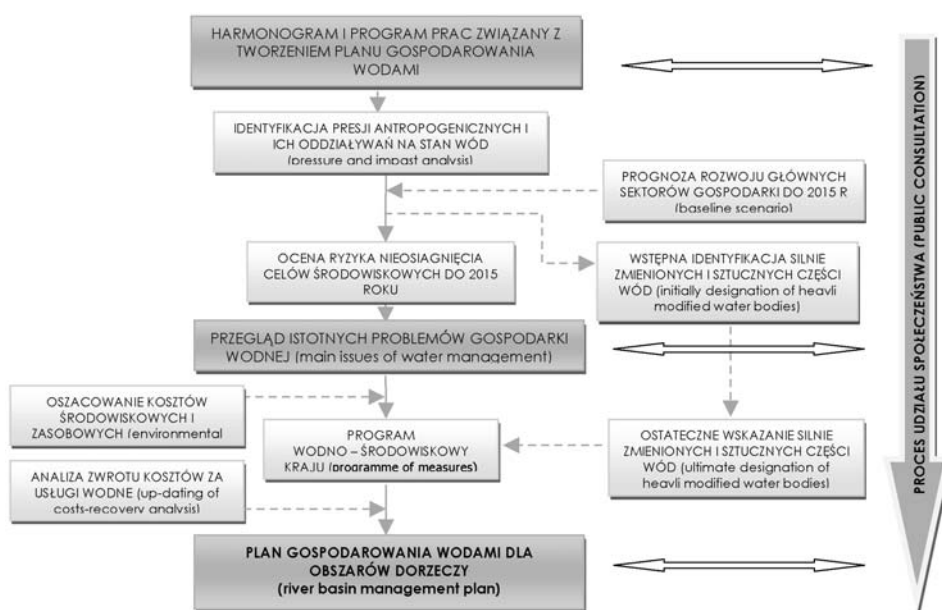 HARMONOGRAM I PROGRAM PRAC ZWIĄZANY Z
TWORZENIEM PLANU GOSPODAROWANIA
WODAMI
IDENTYFIKACJA PRESJI ANTROPOGENICZNYCH I
ICH ODDZIAŁYWAŃ NA STAN WÓD
(pressure and impast analysis)
PROGNOZA ROZWOJU GŁÓWNYCH
SEKTORÓW GOSPODARKI DO 2015 R
(baseline scenario)
OCENA RYZYKA NIEOSIAGNIĘCIA
CELÓW ŚRODOWISKOWYCH DO 2015
ROKU
WSTĘPNA IDENTYFIKACJA SILNIE
ZMIENIONYCH I SZTUCZNYCH CZĘŚCI
WÓD (initially designation of heavli
modified water bodies)
PRZEGLĄD ISTOTNYCH PROBLEMÓW GOSPODARKI
WODNEJ (main issues of water management)
OSZACOWANIE KOSZTÓW
ŚRODOWISKOWYCH I
ZASOBOWYCH (environmental
PROGRAM
WODNO – ŚRODOWISKOWY
KRAJU (programme of measures)
OSTATECZNE WSKAZANIE SILNIE
ZMIENIONYCH I SZTUCZNYCH CZĘŚCI
WÓD (ultimate designation of
heavli modified water bodies)
ANALIZA ZWROTU KOSZTÓW ZA
USŁUGI WODNE (up-dating of
costs-recovery analysis)
PLAN GOSPODAROWANIA WODAMI DLA
OBSZARÓW DORZECZY
(river basin management plan)
PROCES UDZIAŁU SPOŁECZEŃSTWA (PUBLIC CONSULTATION)